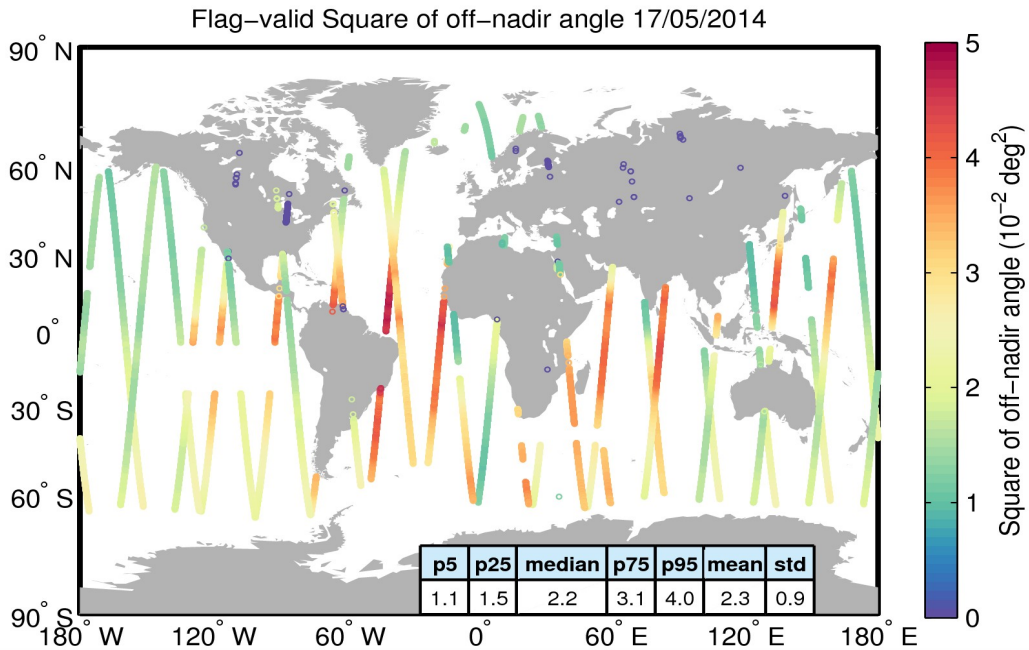 Flag−valid Square of off−nadir angle 17/05/2014
90° N
60° N
30° N
0°
30° S
60° S
90° S
180° W
120° W
60° W
0°
60° E
120° E
180° E
p5 p25 median p75 p95 mean std
1.1 1.5 2.2 3.1 4.0 2.3 0.9
5
4
3
2
1
0
Square of off−nadir angle (10⁻² deg²)